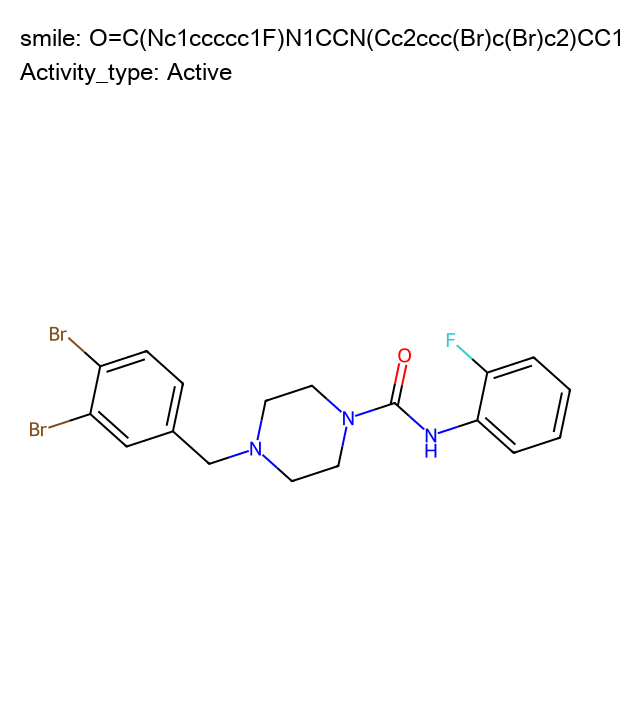 smile: O=C(Nc1ccccc1F)N1CCN(Cc2ccc(Br)c(Br)c2)CC1
Activity_type: Active
Br
F
O
Br
N
N
N
H